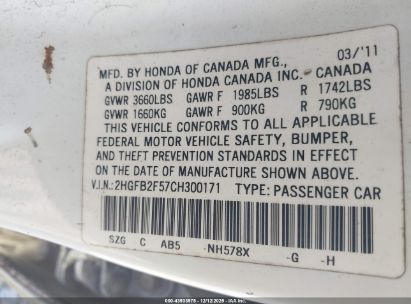 03/'11
MFD. BY HONDA OF CANADA MFG.,
A DIVISION OF HONDA CANADA INC. CANADA
GVWR 3660LBS GAWR F 1985LBS R 1742LBS
GVWR 1660KG GAWR F 900KG R 790KG
THIS VEHICLE CONFORMS TO ALL APPLICABLE
FEDERAL MOTOR VEHICLE SAFETY, BUMPER,
AND THEFT PREVENTION STANDARDS IN EFFECT
ON THE DATE OF MANUFACTURE SHOWN ABOVE.
V.I.N.:2HGFB2F57CH300171 TYPE: PASSENGER CAR
SZG C AB5 -NH578X -G -H